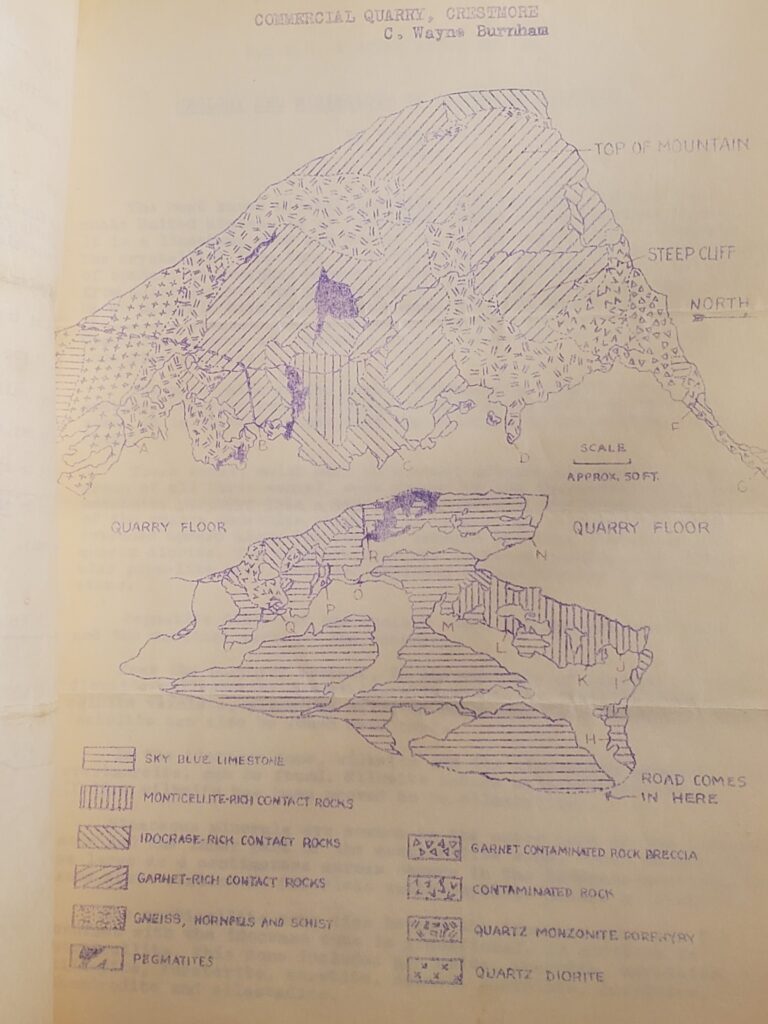 COMMERCIAL QUARRY, CRESTMORE
C. Wayne Burnham
TOP OF MOUNTAIN
STEEP CLIFF
NORTH
A
B
C
D
F
G
SCALE
APPROX. 50 FT.
QUARRY FLOOR
QUARRY FLOOR
R
N
O
P
Q
M
L
K
J
I
H
ROAD COMES
IN HERE
SKY BLUE LIMESTONE
MONTICELLITE-RICH CONTACT ROCKS
IDOCRASE-RICH CONTACT ROCKS
GARNET-RICH CONTACT ROCKS
GNEISS, HORNFELS AND SCHIST
PEGMATITES
GARNET CONTAMINATED ROCK BRECCIA
CONTAMINATED ROCK
QUARTZ MONZONITE PORPHYRY
QUARTZ DIORITE